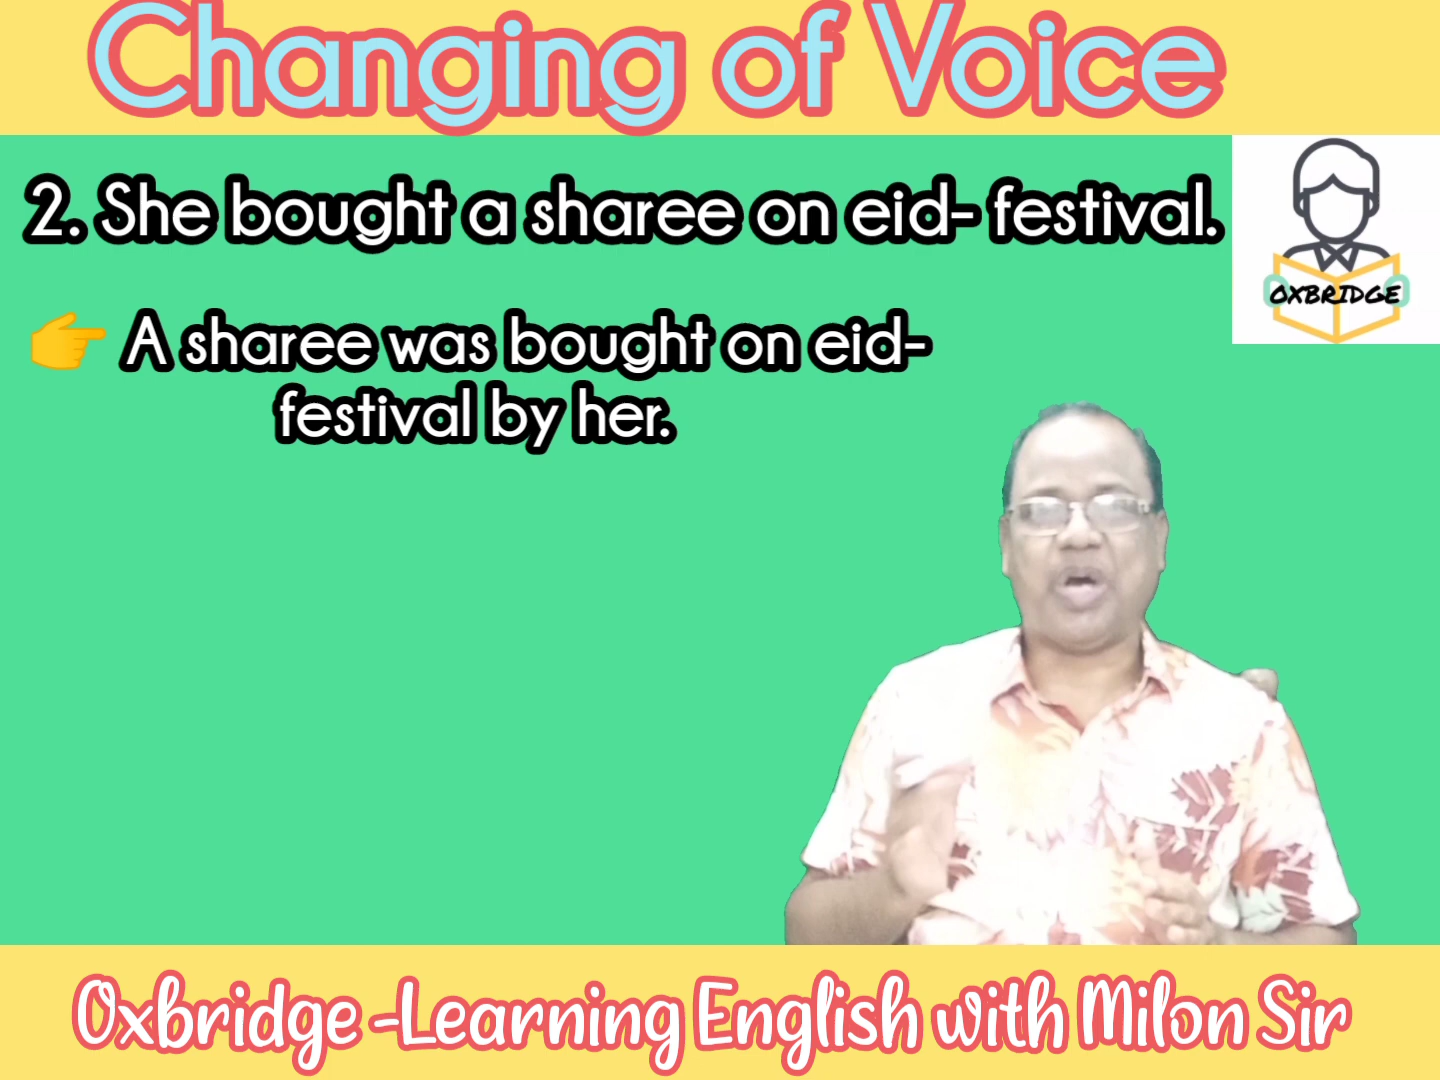 Changing of Voice
2. She bought a sharee on eid- festival.
OXBRIDGE
👉 A sharee was bought on eid-
festival by her.
Oxbridge -Learning English with Milon Sir